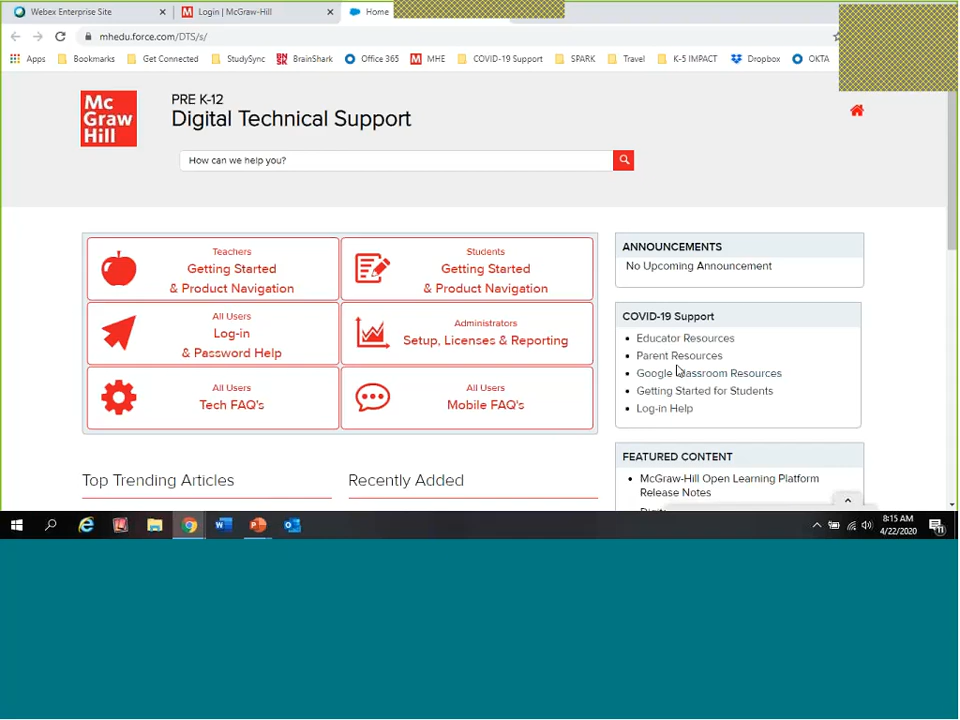 Webex Enterprise Site
M Login | McGraw-Hill
Home
mhedu.force.com/DTS/s/
Apps Bookmarks Get Connected StudySync BN BrainShark Office 365 M MHE COVID-19 Support SPARK Travel K-5 IMPACT Dropbox OKTA
Mc
Graw
Hill
PRE K-12
Digital Technical Support
How can we help you?
Teachers
Getting Started
& Product Navigation
Students
Getting Started
& Product Navigation
All Users
Log-in
& Password Help
Administrators
Setup, Licenses & Reporting
All Users
Tech FAQ's
All Users
Mobile FAQ's
ANNOUNCEMENTS
No Upcoming Announcement
COVID-19 Support
Educator Resources
Parent Resources
Google Classroom Resources
Getting Started for Students
Log-in Help
FEATURED CONTENT
McGraw-Hill Open Learning Platform
Release Notes
Top Trending Articles
Recently Added
8:15 AM
4/22/2020
11